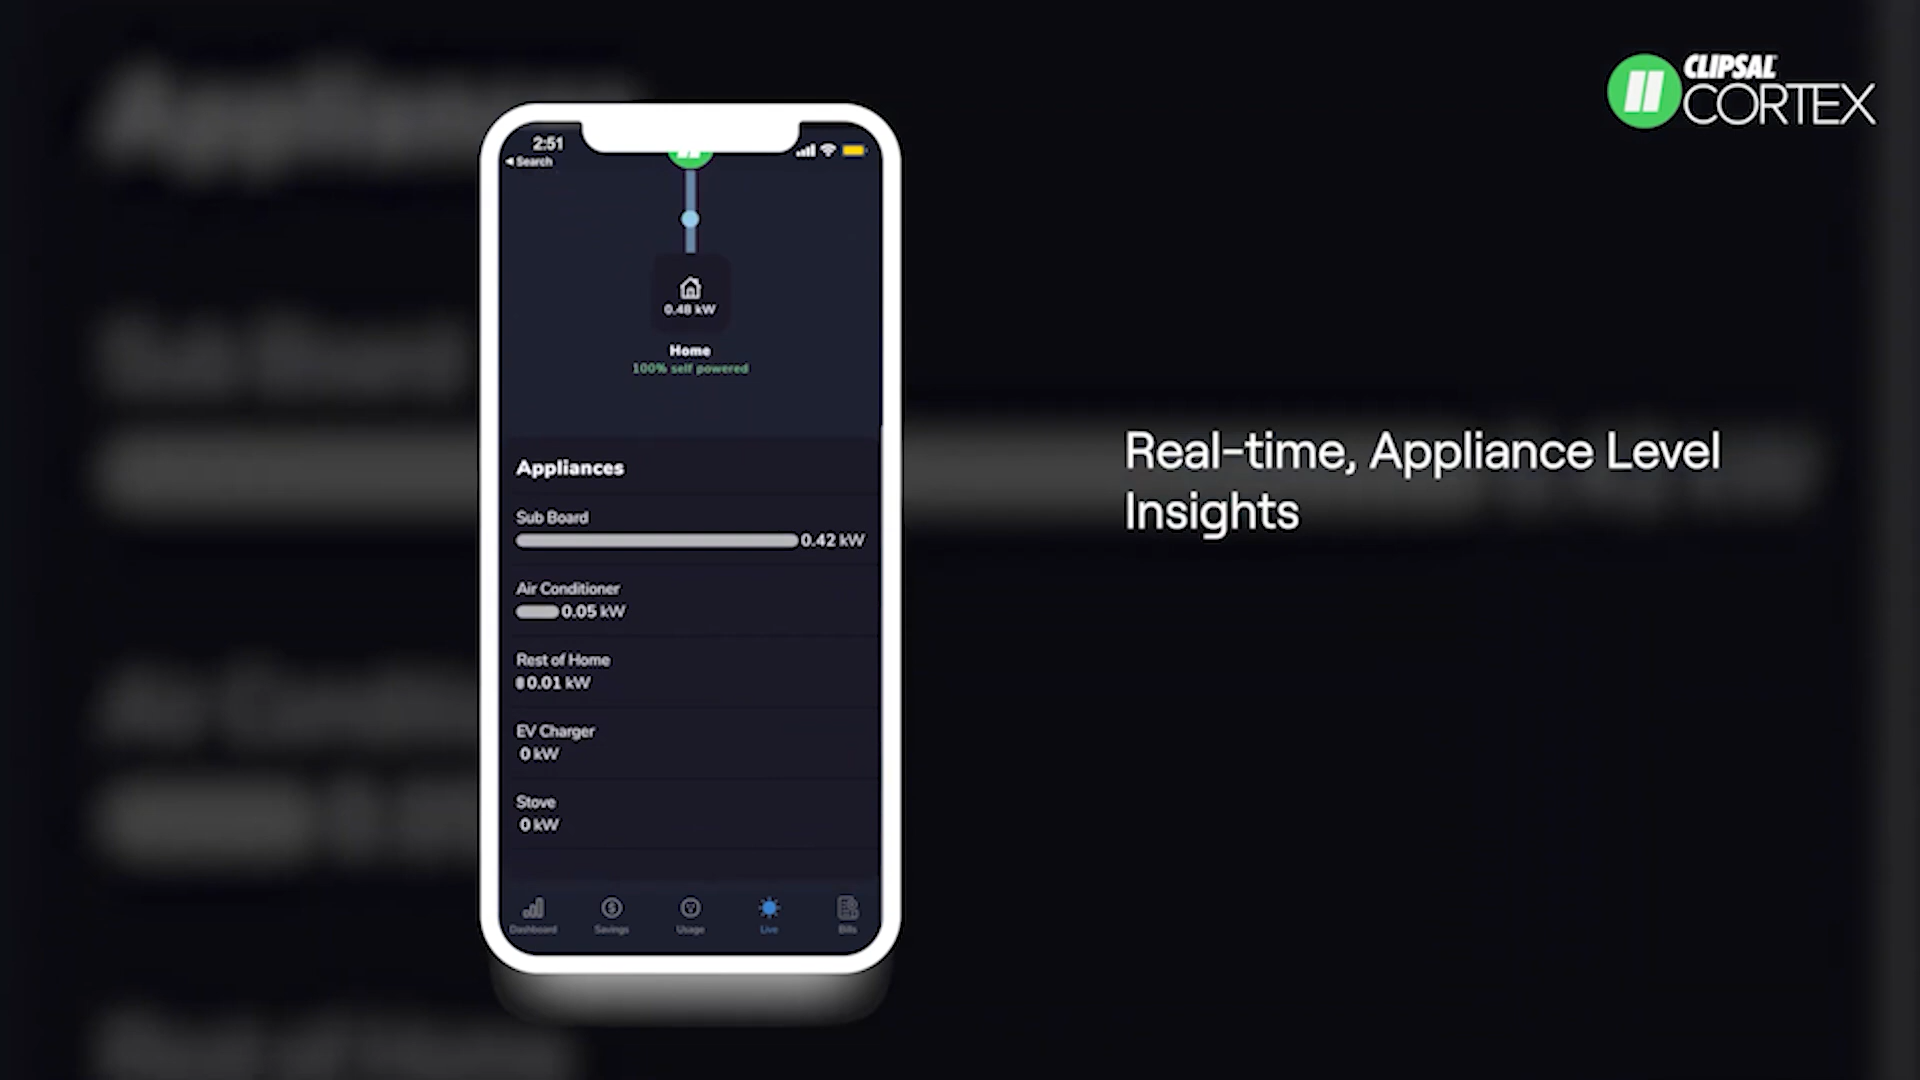 CLIPSAL
CORTEX
2:51
Search
0.48 kW
Home
100% self powered
Appliances
Sub Board
0.42 kW
Air Conditioner
0.05 kW
Rest of Home
0.01 kW
EV Charger
0 kW
Stove
0 kW
Dashboard
Savings
Usage
Live
Bills
Real-time, Appliance Level
Insights